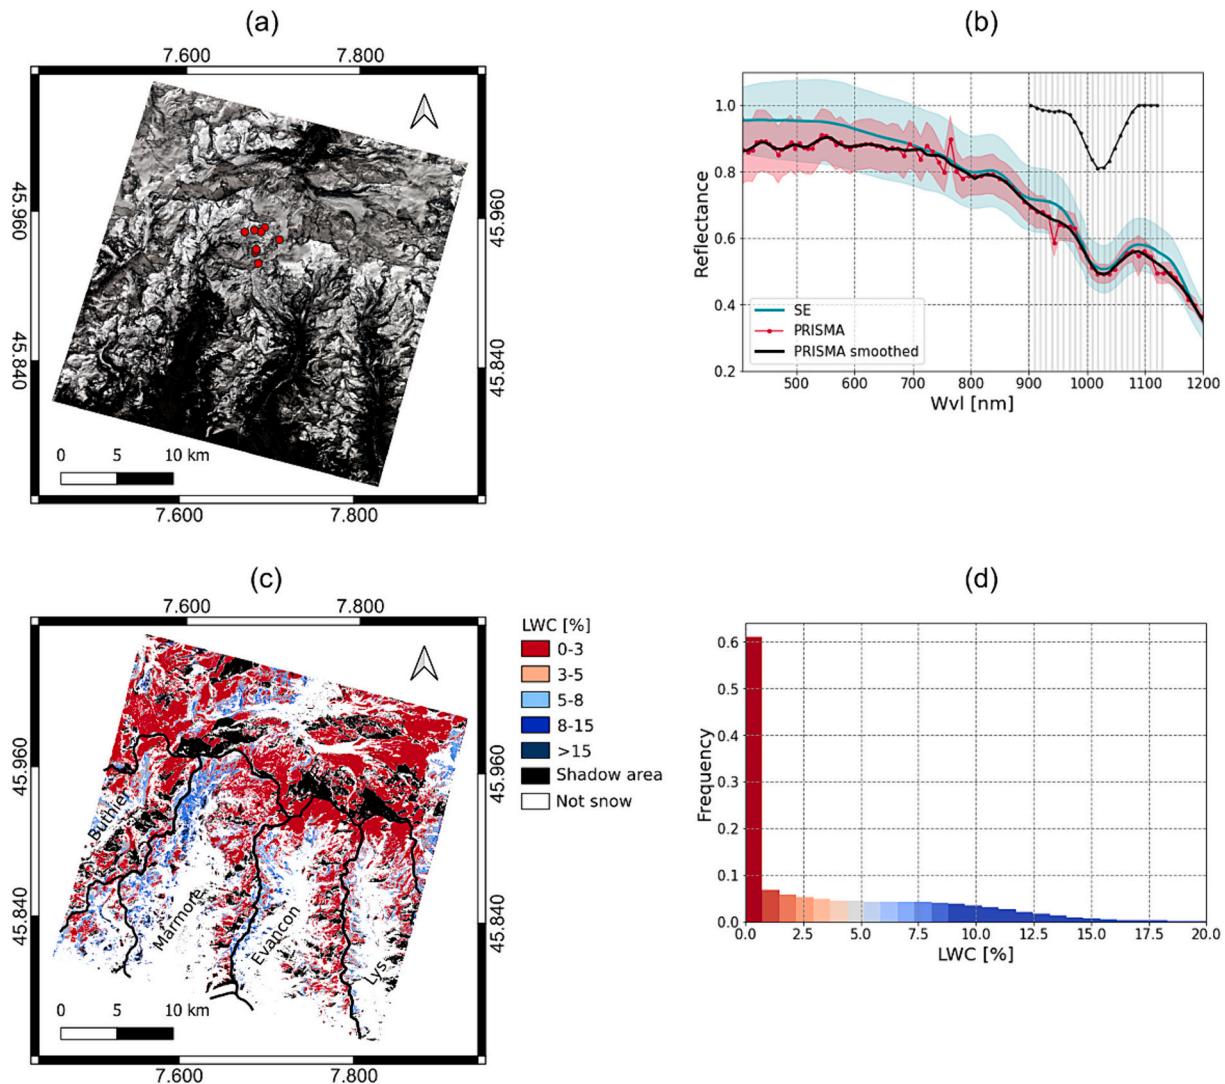 (a)
7.600 7.800
45.960 45.960
45.840 45.840
0 5 10 km
7.600 7.800
(b)
1.0
0.8
0.6
0.4
0.2
Reflectance
SE
PRISMA
PRISMA smoothed
500 600 700 800 900 1000 1100 1200
Wvl [nm]
(c)
7.600 7.800
45.960 45.960
45.840 45.840
Buthier
Marmore
Evancon
Lys
0 5 10 km
7.600 7.800
LWC [%]
0-3
3-5
5-8
8-15
>15
Shadow area
Not snow
(d)
0.6
0.5
0.4
0.3
0.2
0.1
0.0
Frequency
0.0 2.5 5.0 7.5 10.0 12.5 15.0 17.5 20.0
LWC [%]